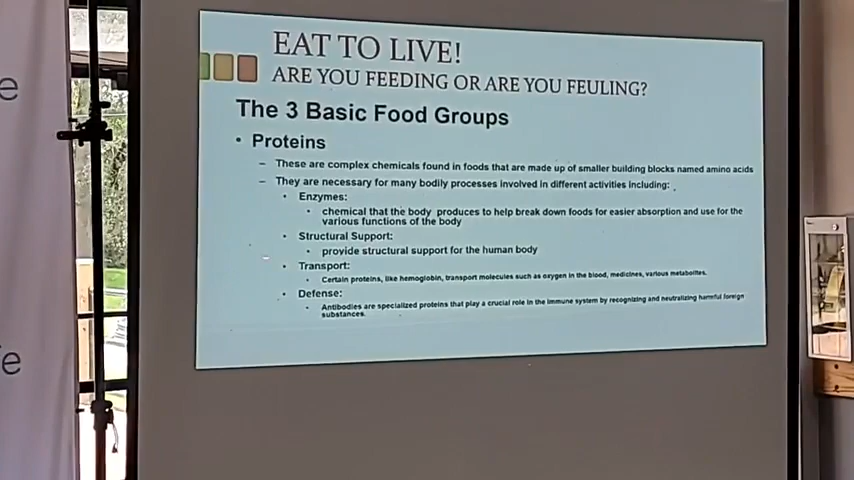 EAT TO LIVE!
ARE YOU FEEDING OR ARE YOU FEULING?
The 3 Basic Food Groups
• Proteins
– These are complex chemicals found in foods that are made up of smaller building blocks named amino acids
– They are necessary for many bodily processes involved in different activities including:
• Enzymes:
• chemical that the body produces to help break down foods for easier absorption and use for the
various functions of the body
• Structural Support:
• provide structural support for the human body
• Transport:
• Certain proteins, like hemoglobin, transport molecules such as oxygen in the blood, medicines, various metabolites.
• Defense:
• Antibodies are specialized proteins that play a crucial role in the immune system by recognizing and neutralizing harmful foreign
substances.
e
e